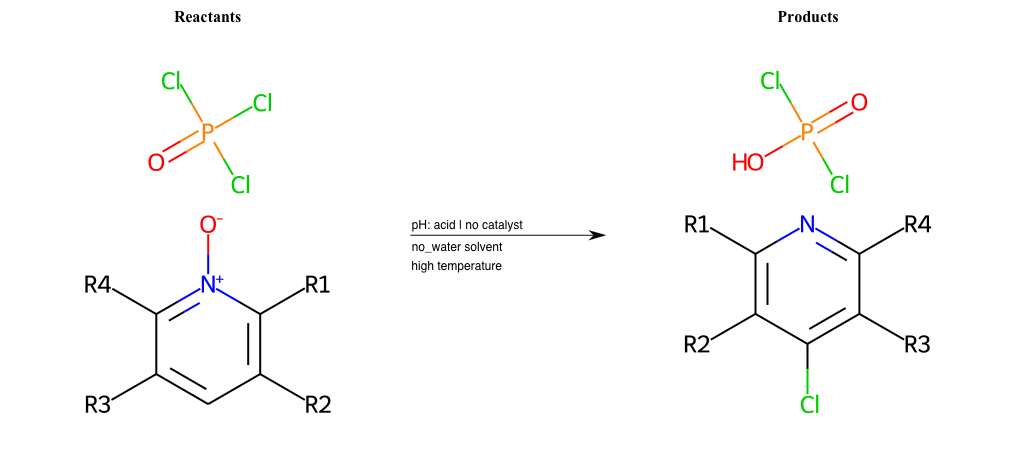 Reactants
Products
Cl
Cl
P
O
Cl
Cl
O
P
HO
Cl
O⁻
R4
N⁺
R1
R3
R2
pH: acid | no catalyst
no_water solvent
high temperature
R1
N
R4
R2
R3
Cl